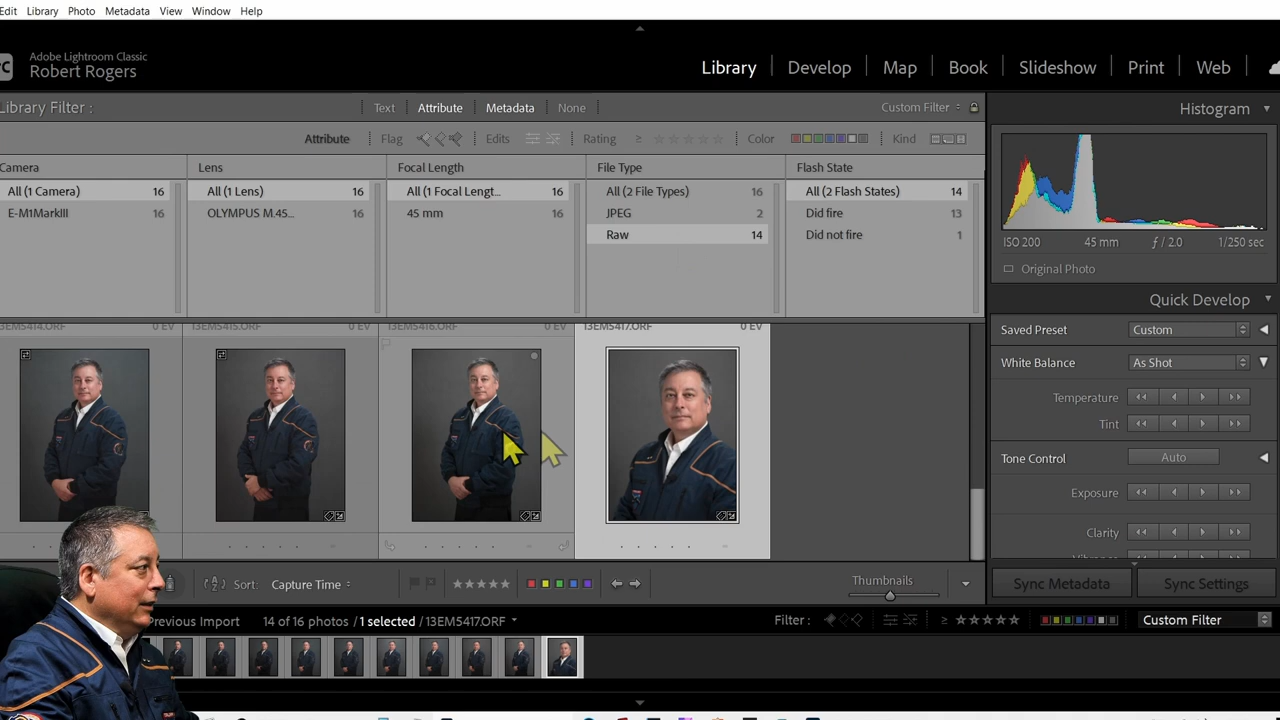 Edit Library Photo Metadata View Window Help
Adobe Lightroom Classic
Robert Rogers
Library Develop Map Book Slideshow Print Web
Library Filter : Text Attribute Metadata None Custom Filter
Histogram
Attribute Flag Edits Rating ≥ Color Kind
Camera Lens Focal Length File Type Flash State
All (1 Camera) 16 All (1 Lens) 16 All (1 Focal Lengt... 16 All (2 File Types) 16 All (2 Flash States) 14
E-M1MarkIII 16 OLYMPUS M.45... 16 45 mm 16 JPEG 2 Did fire 13
Raw 14 Did not fire 1
ISO 200 45 mm ƒ / 2.0 1/250 sec
Original Photo
Quick Develop
13EM5414.ORF 0 EV 13EM5415.ORF 0 EV 13EM5416.ORF 0 EV 13EM5417.ORF 0 EV
Saved Preset Custom
White Balance As Shot
Temperature
Tint
Tone Control Auto
Exposure
Clarity
Vibrance
Sort: Capture Time Thumbnails
Sync Metadata Sync Settings
Previous Import 14 of 16 photos / 1 selected / 13EM5417.ORF Filter : ≥ Custom Filter